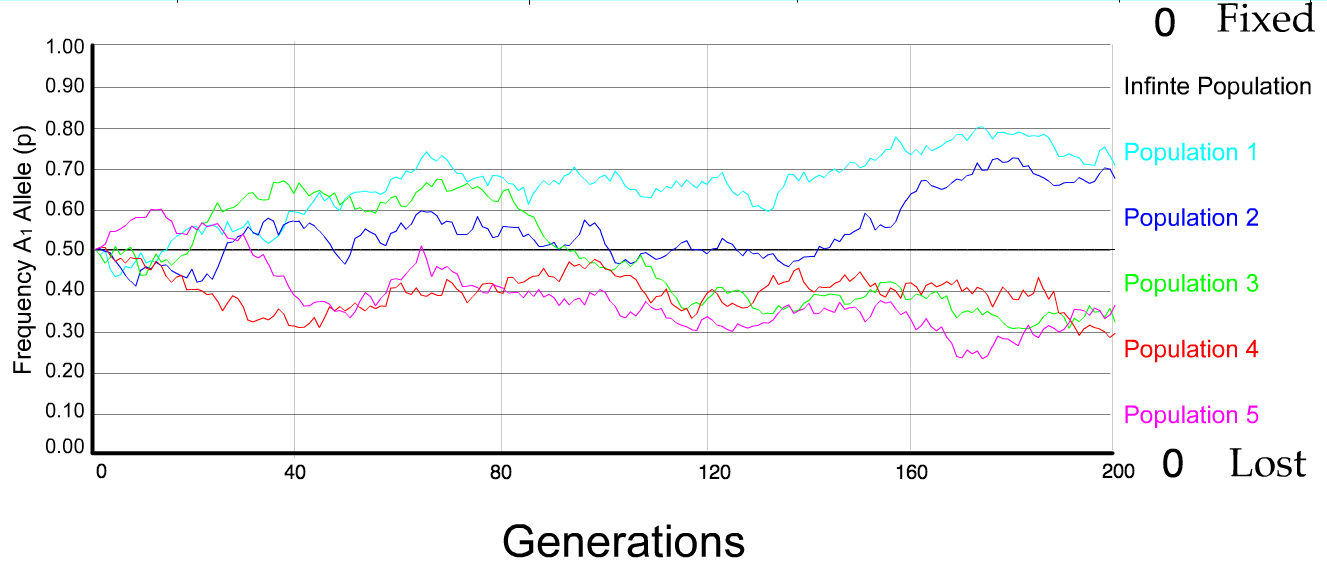 0 Fixed
1.00
0.90
0.80
0.70
0.60
0.50
0.40
0.30
0.20
0.10
0.00
Frequency A1 Allele (p)
0 40 80 120 160 200
Generations
Infinte Population
Population 1
Population 2
Population 3
Population 4
Population 5
0 Lost